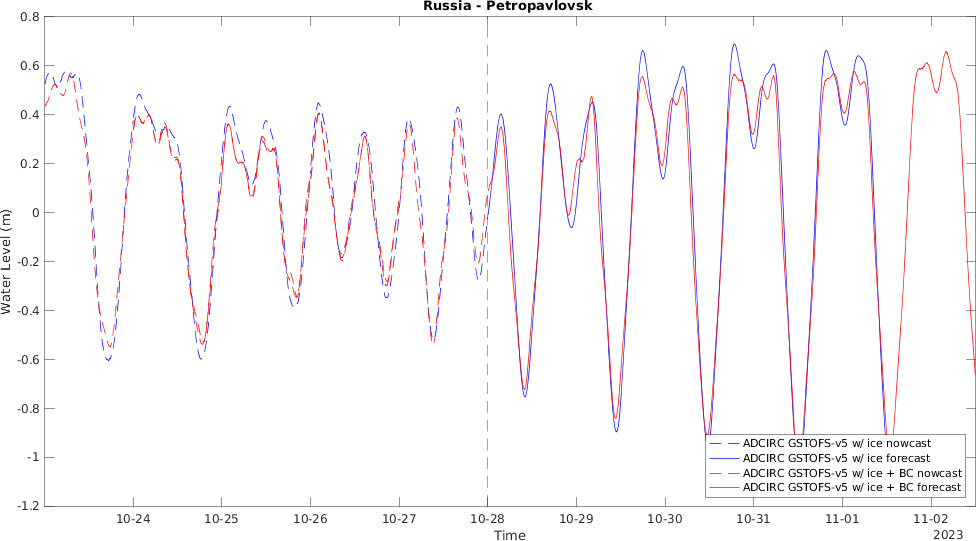 Russia - Petropavlovsk
0.8
0.6
0.4
0.2
0
-0.2
-0.4
-0.6
-0.8
-1
-1.2
Water Level (m)
10-24 10-25 10-26 10-27 10-28 10-29 10-30 10-31 11-01 11-02
Time
2023
ADCIRC GSTOFS-v5 w/ ice nowcast
ADCIRC GSTOFS-v5 w/ ice forecast
ADCIRC GSTOFS-v5 w/ ice + BC nowcast
ADCIRC GSTOFS-v5 w/ ice + BC forecast